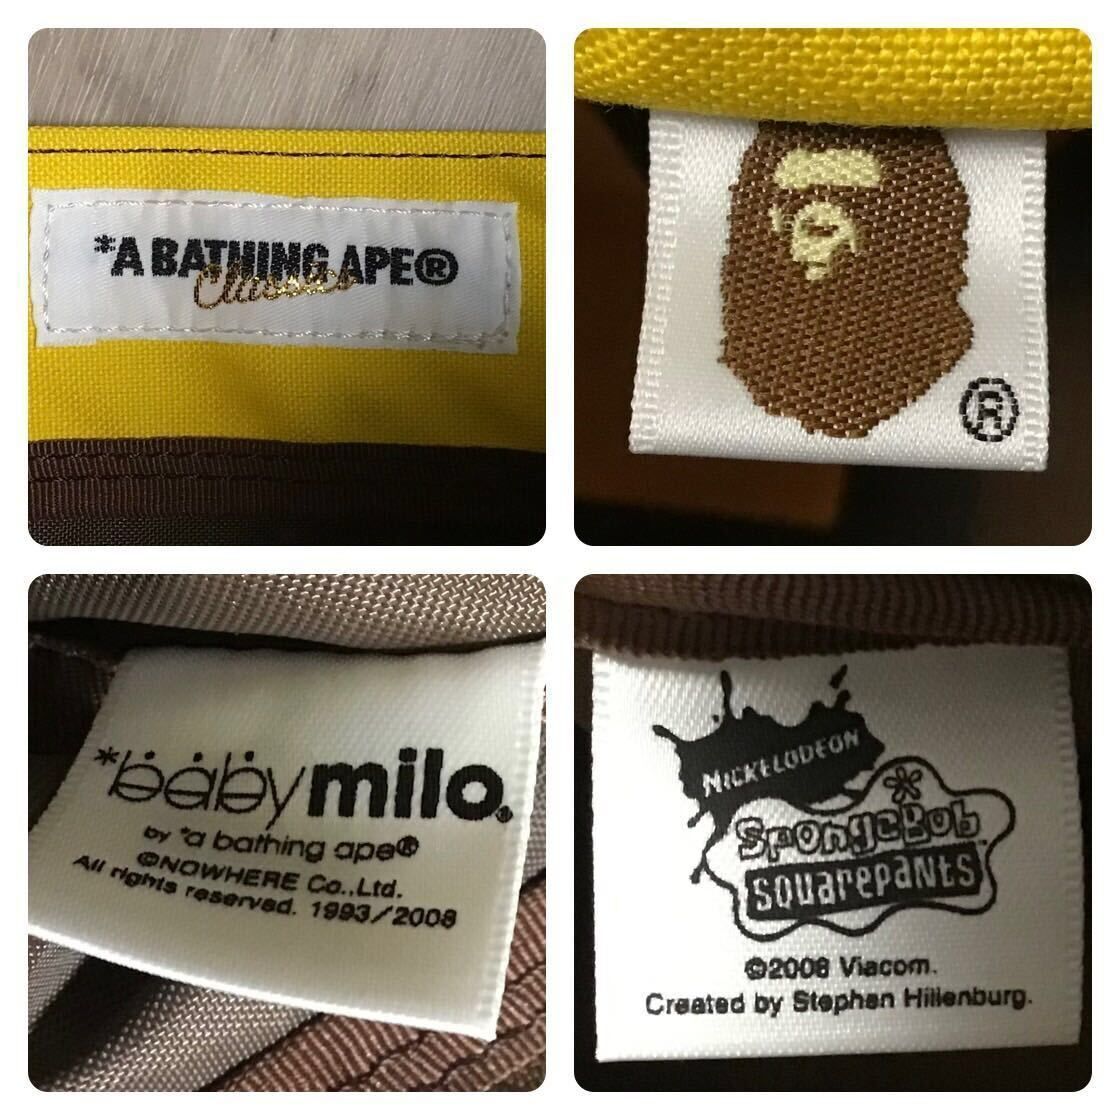 *A BATHING APE®
Classics
®
*babymilo®
by *a bathing ape®
©NOWHERE Co.,Ltd.
All rights reserved. 1993/2008
NICKELODEON
SpongeBob™
SQUAREPANTS
©2008 Viacom.
Created by Stephen Hillenburg.